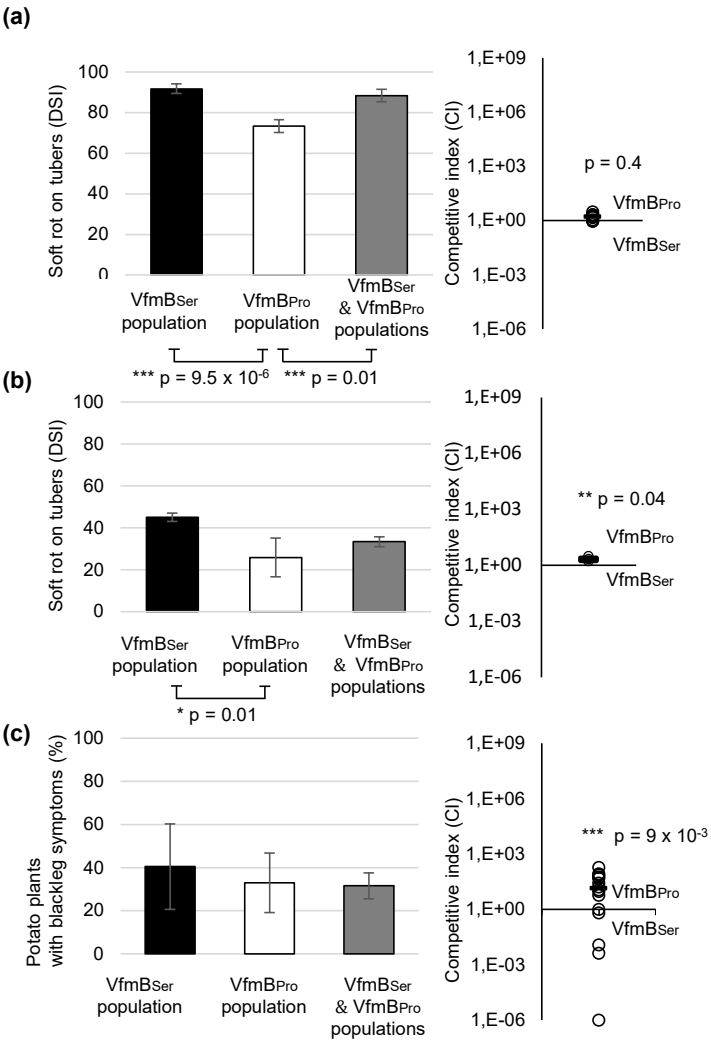 (a)
Soft rot on tubers (DSI)
100
80
60
40
20
0
VfmBSer
population
VfmBPro
population
VfmBSer
& VfmBPro
populations
*** p = 9.5 x 10-6
*** p = 0.01
Competitive index (CI)
1,E+09
1,E+06
1,E+03
1,E+00
1,E-03
1,E-06
p = 0.4
VfmBPro
VfmBSer
(b)
Soft rot on tubers (DSI)
100
80
60
40
20
0
VfmBSer
population
VfmBPro
population
VfmBSer
& VfmBPro
populations
* p = 0.01
Competitive index (CI)
1,E+09
1,E+06
1,E+03
1,E+00
1,E-03
1,E-06
** p = 0.04
VfmBPro
VfmBSer
(c)
Potato plants
with blackleg symptoms (%)
100
80
60
40
20
0
VfmBSer
population
VfmBPro
population
VfmBSer
& VfmBPro
populations
Competitive index (CI)
1,E+09
1,E+06
1,E+03
1,E+00
1,E-03
1,E-06
*** p = 9 x 10-3
VfmBPro
VfmBSer